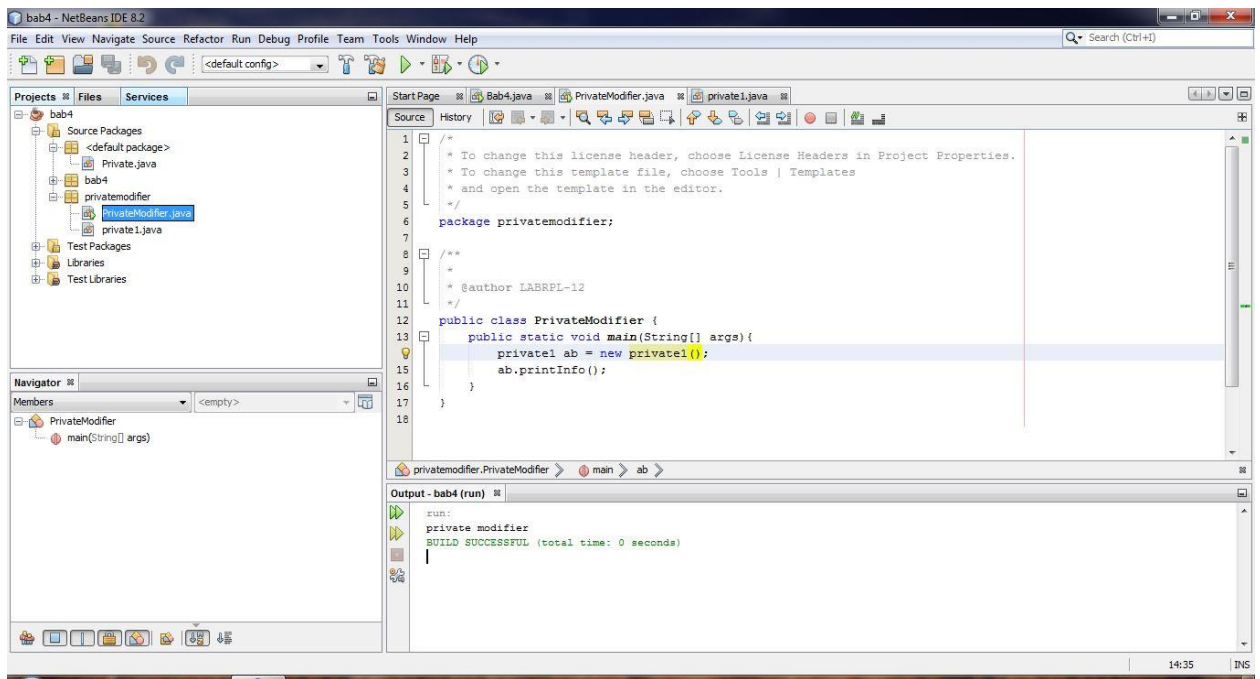 bab4 - NetBeans IDE 8.2
File Edit View Navigate Source Refactor Run Debug Profile Team Tools Window Help
Search (Ctrl+I)
<default config>
Projects Files Services
bab4
Source Packages
<default package>
Private.java
bab4
privatemodifier
PrivateModifier.java
private1.java
Test Packages
Libraries
Test Libraries
Navigator
Members <empty>
PrivateModifier
main(String[] args)
Start Page Bab4.java PrivateModifier.java private1.java
Source History
1 /*
2 * To change this license header, choose License Headers in Project Properties.
3 * To change this template file, choose Tools | Templates
4 * and open the template in the editor.
5 */
6 package privatemodifier;
7
8 /**
9 *
10 * @author LABRPL-12
11 */
12 public class PrivateModifier {
13 public static void main(String[] args){
private1 ab = new private1();
15 ab.printInfo();
16 }
17 }
18
privatemodifier.PrivateModifier main ab
Output - bab4 (run)
run:
private modifier
BUILD SUCCESSFUL (total time: 0 seconds)
14:35 INS